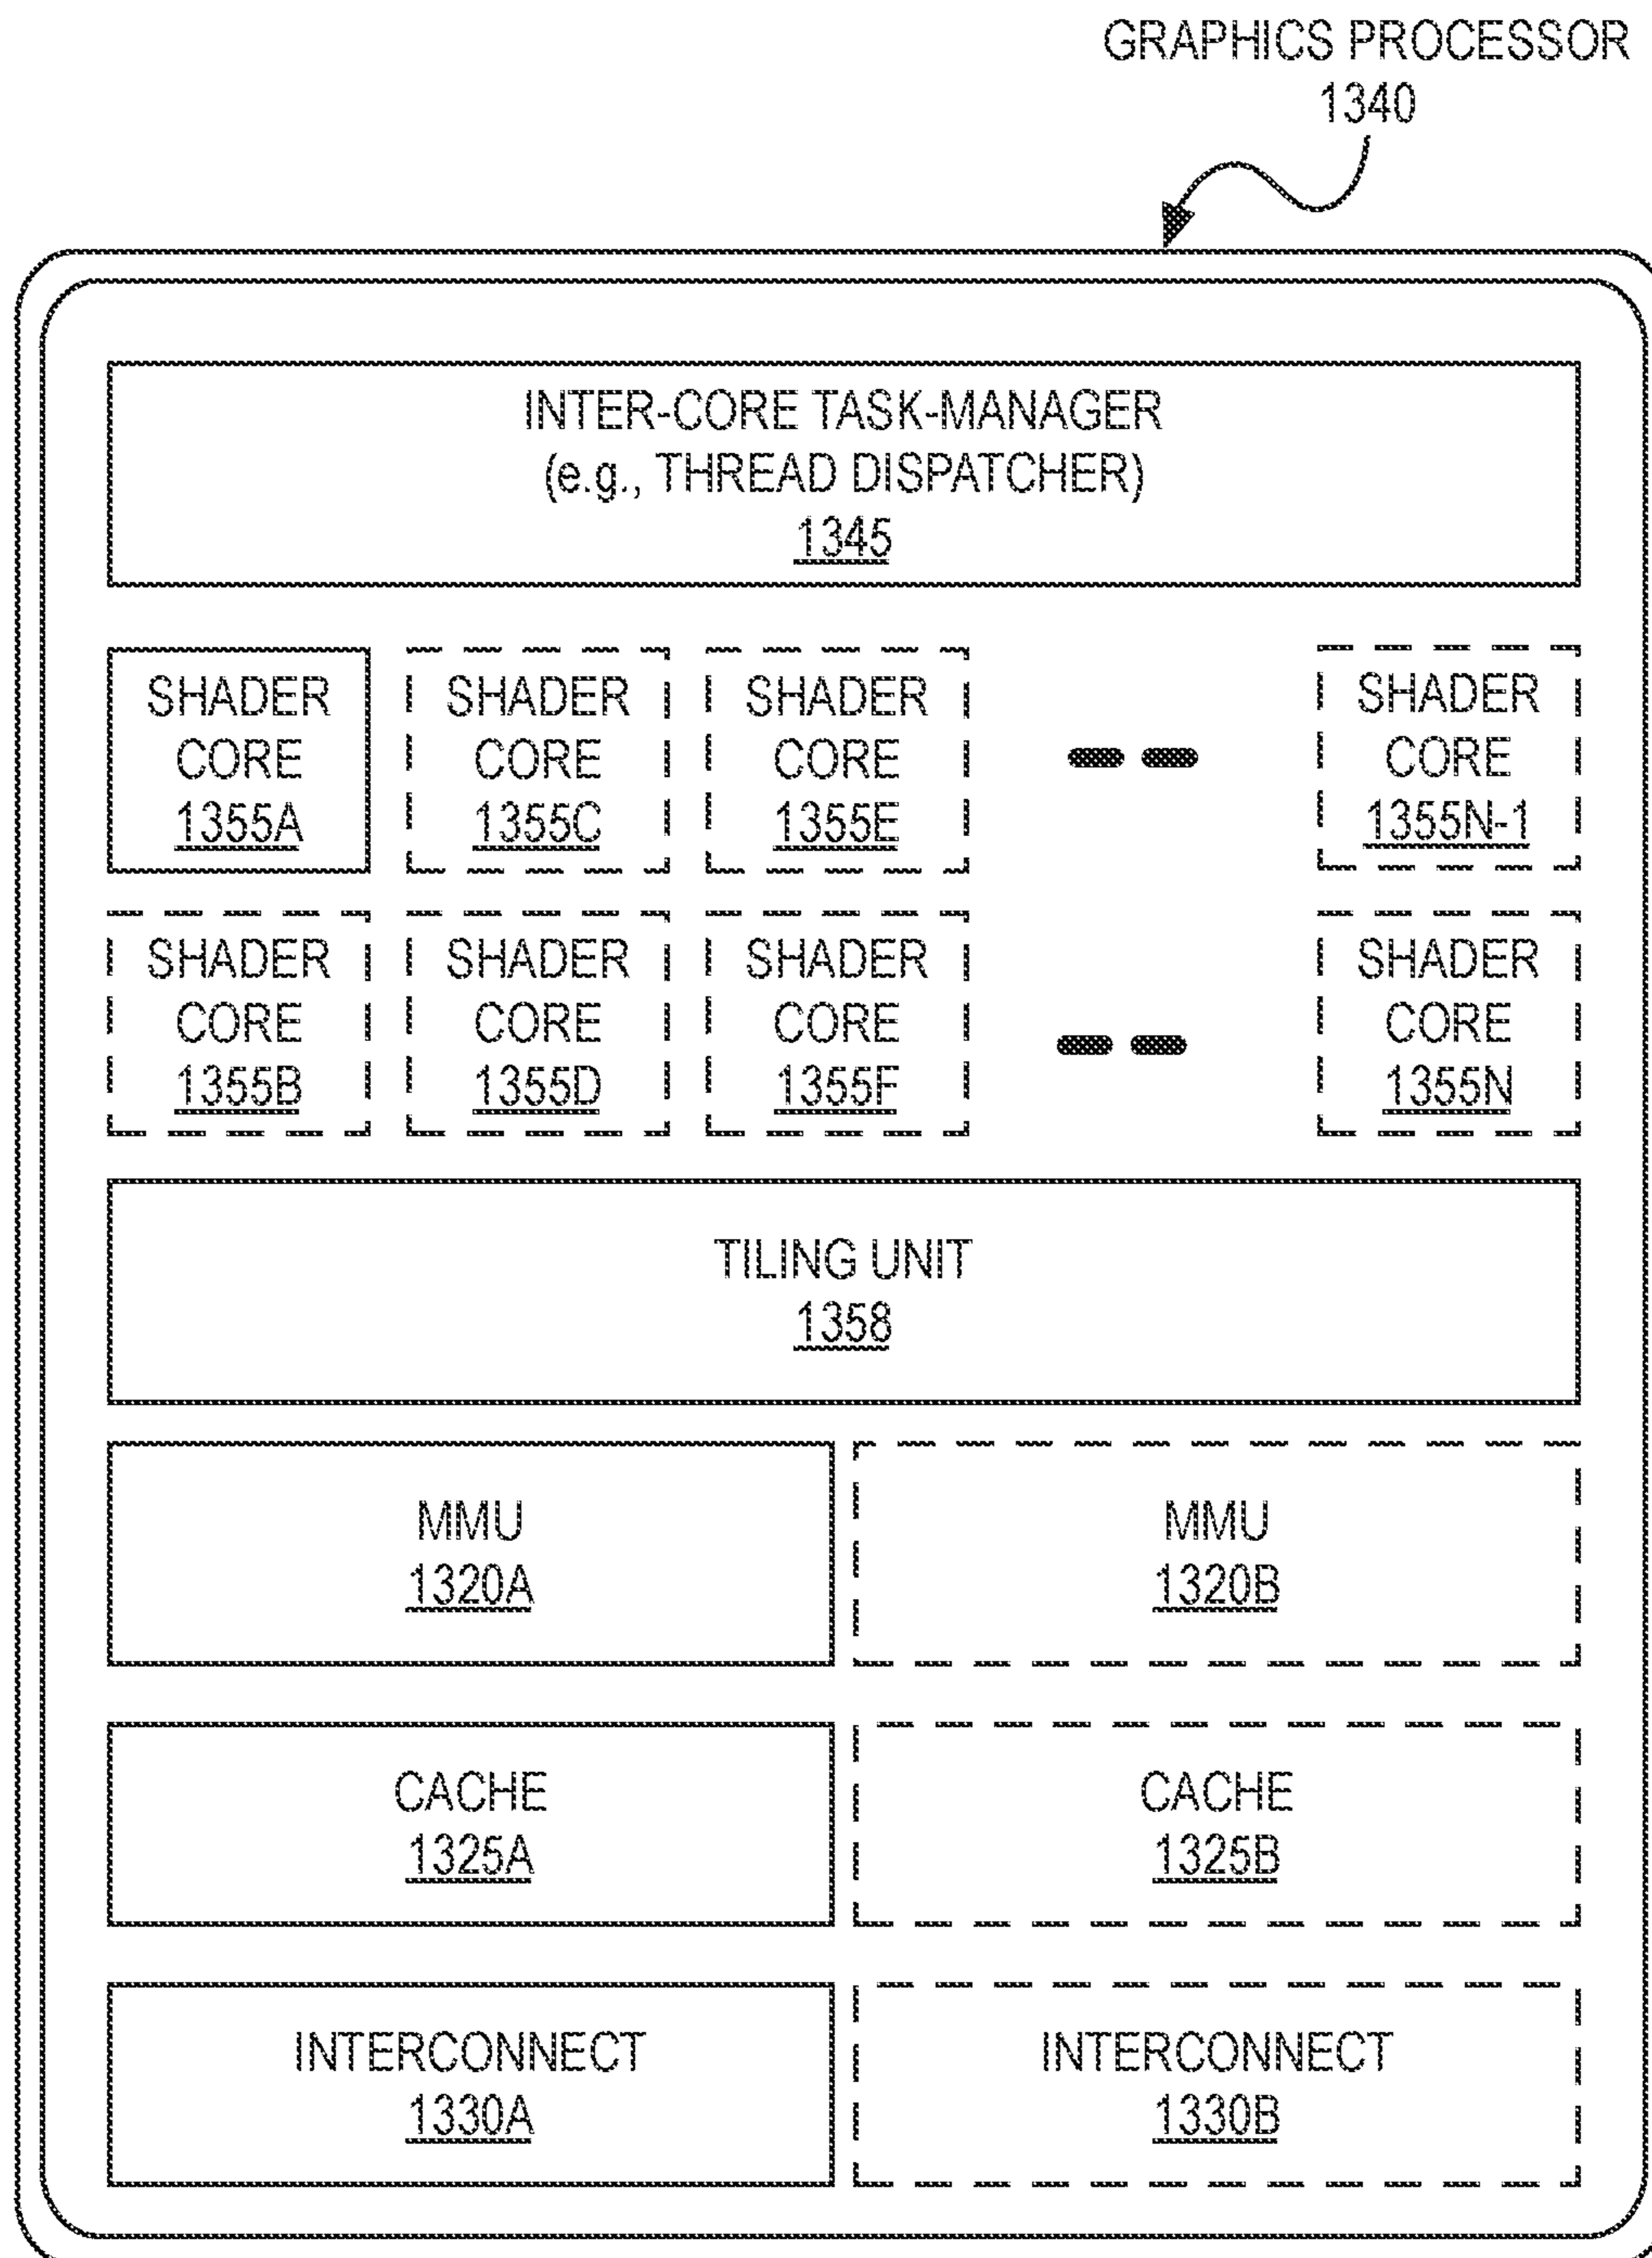 GRAPHICS PROCESSOR
1340
INTER-CORE TASK-MANAGER
(e.g., THREAD DISPATCHER)
1345
SHADER
CORE
1355A
SHADER
CORE
1355C
SHADER
CORE
1355E
SHADER
CORE
1355N-1
SHADER
CORE
1355B
SHADER
CORE
1355D
SHADER
CORE
1355F
SHADER
CORE
1355N
TILING UNIT
1358
MMU
1320A
MMU
1320B
CACHE
1325A
CACHE
1325B
INTERCONNECT
1330A
INTERCONNECT
1330B